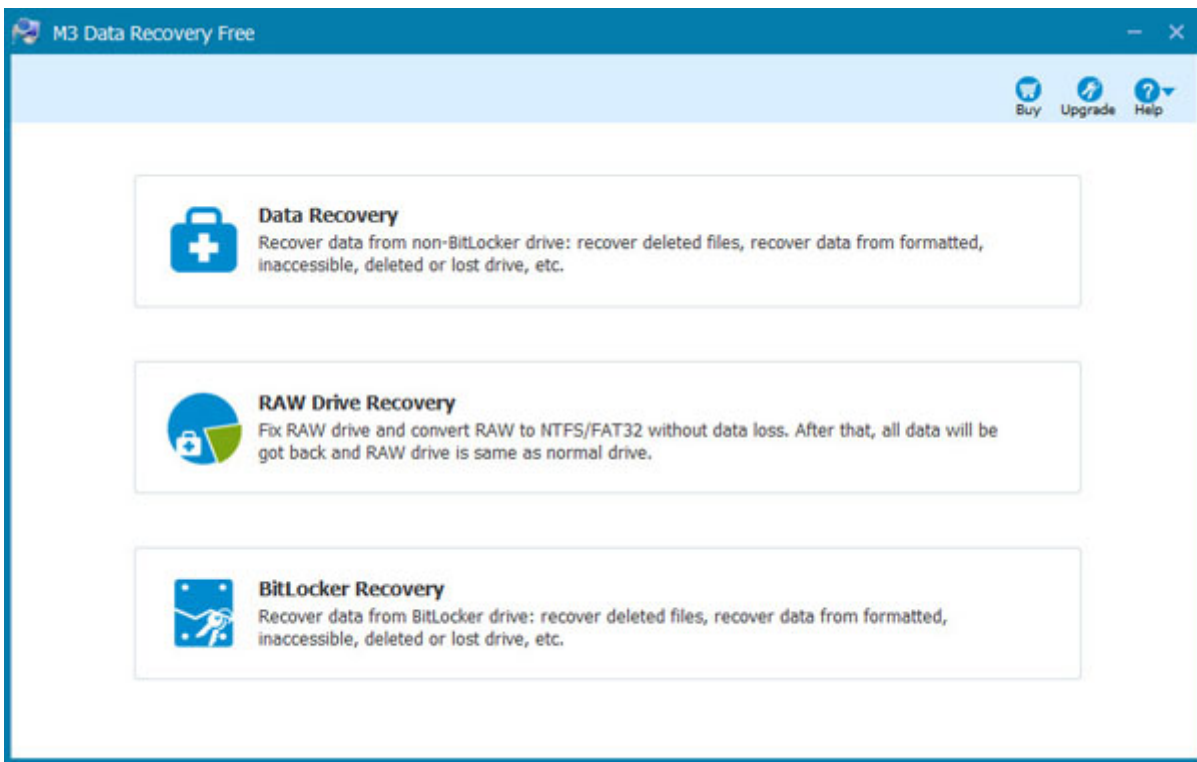 M3 Data Recovery Free
Buy Upgrade Help
Data Recovery
Recover data from non-BitLocker drive: recover deleted files, recover data from formatted,
inaccessible, deleted or lost drive, etc.
RAW Drive Recovery
Fix RAW drive and convert RAW to NTFS/FAT32 without data loss. After that, all data will be
got back and RAW drive is same as normal drive.
BitLocker Recovery
Recover data from BitLocker drive: recover deleted files, recover data from formatted,
inaccessible, deleted or lost drive, etc.